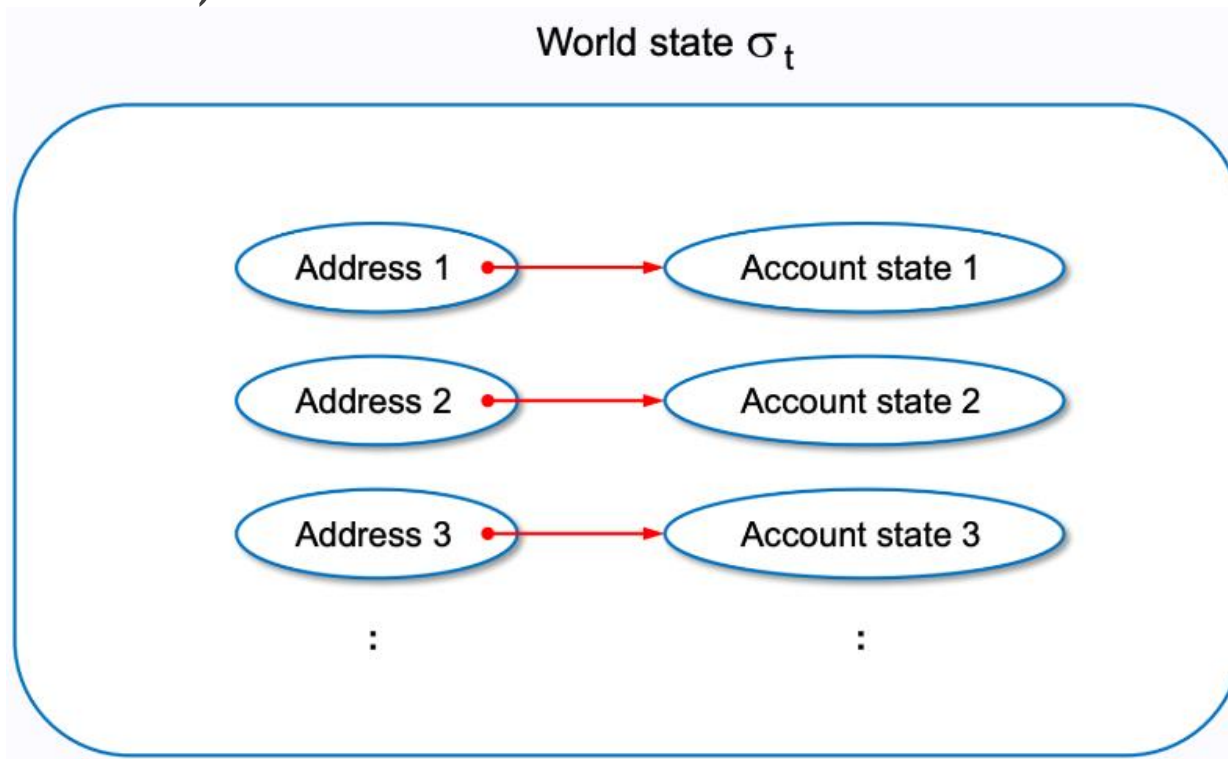 World state σt
Address 1 Account state 1
Address 2 Account state 2
Address 3 Account state 3
: :